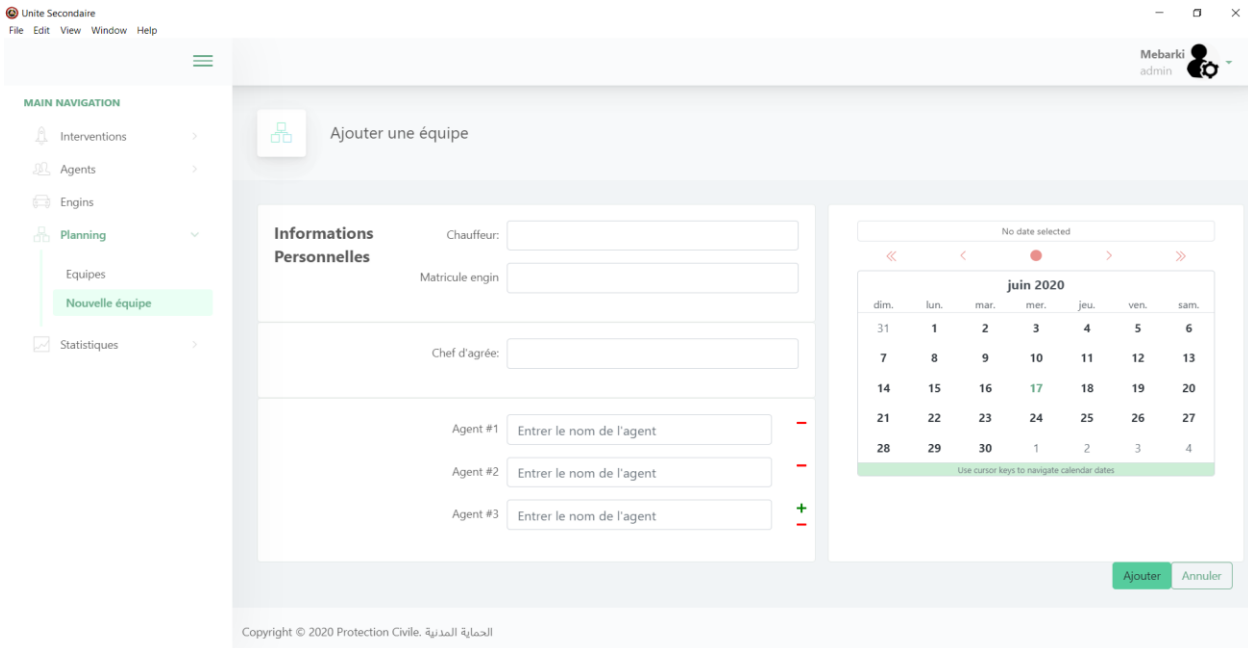 Unite Secondaire
File Edit View Window Help
Mebarki
admin
MAIN NAVIGATION
Interventions
Agents
Engins
Planning
Equipes
Nouvelle équipe
Statistiques
Ajouter une équipe
Informations Personnelles
Chauffeur:
Matricule engin
Chef d'agrée:
Agent #1 Entrer le nom de l'agent
Agent #2 Entrer le nom de l'agent
Agent #3 Entrer le nom de l'agent
No date selected
juin 2020
dim. lun. mar. mer. jeu. ven. sam.
31 1 2 3 4 5 6
7 8 9 10 11 12 13
14 15 16 17 18 19 20
21 22 23 24 25 26 27
28 29 30 1 2 3 4
Use cursor keys to navigate calendar dates
Ajouter Annuler
Copyright © 2020 Protection Civile. الحماية المدنية